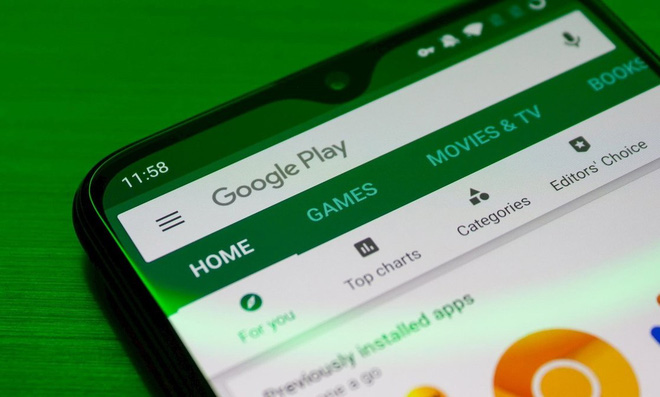 11:58
Google Play
HOME GAMES MOVIES & TV BOOKS
For you Top charts Categories Editors' Choice
Previously installed apps
a go